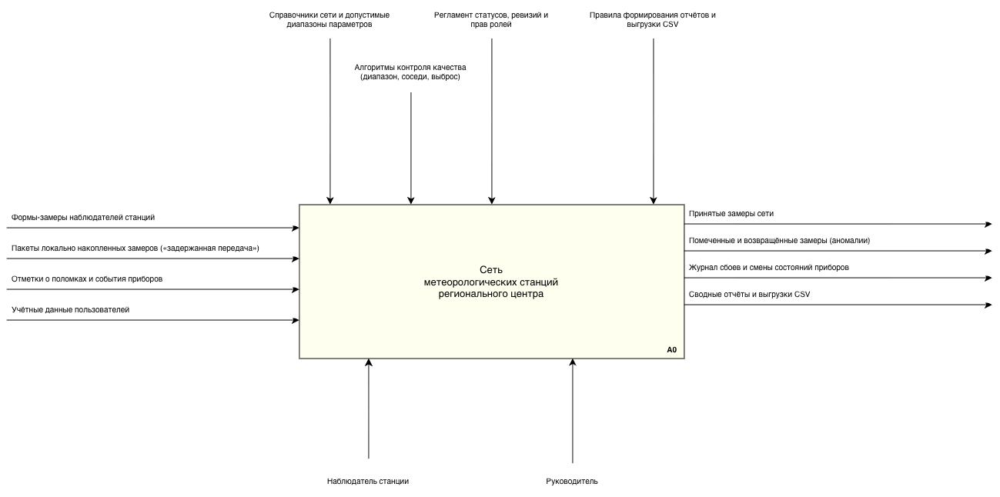 Справочники сети и допустимые
диапазоны параметров
Регламент статусов, ревизий и
прав ролей
Правила формирования отчётов и
выгрузки CSV
Алгоритмы контроля качества
(диапазон, соседи, выброс)
Формы-замеры наблюдателей станций
Пакеты локально накопленных замеров («задержанная передача»)
Отметки о поломках и события приборов
Учётные данные пользователей
Сеть
метеорологических станций
регионального центра
A0
Принятые замеры сети
Помеченные и возвращённые замеры (аномалии)
Журнал сбоев и смены состояний приборов
Сводные отчёты и выгрузки CSV
Наблюдатель станции
Руководитель